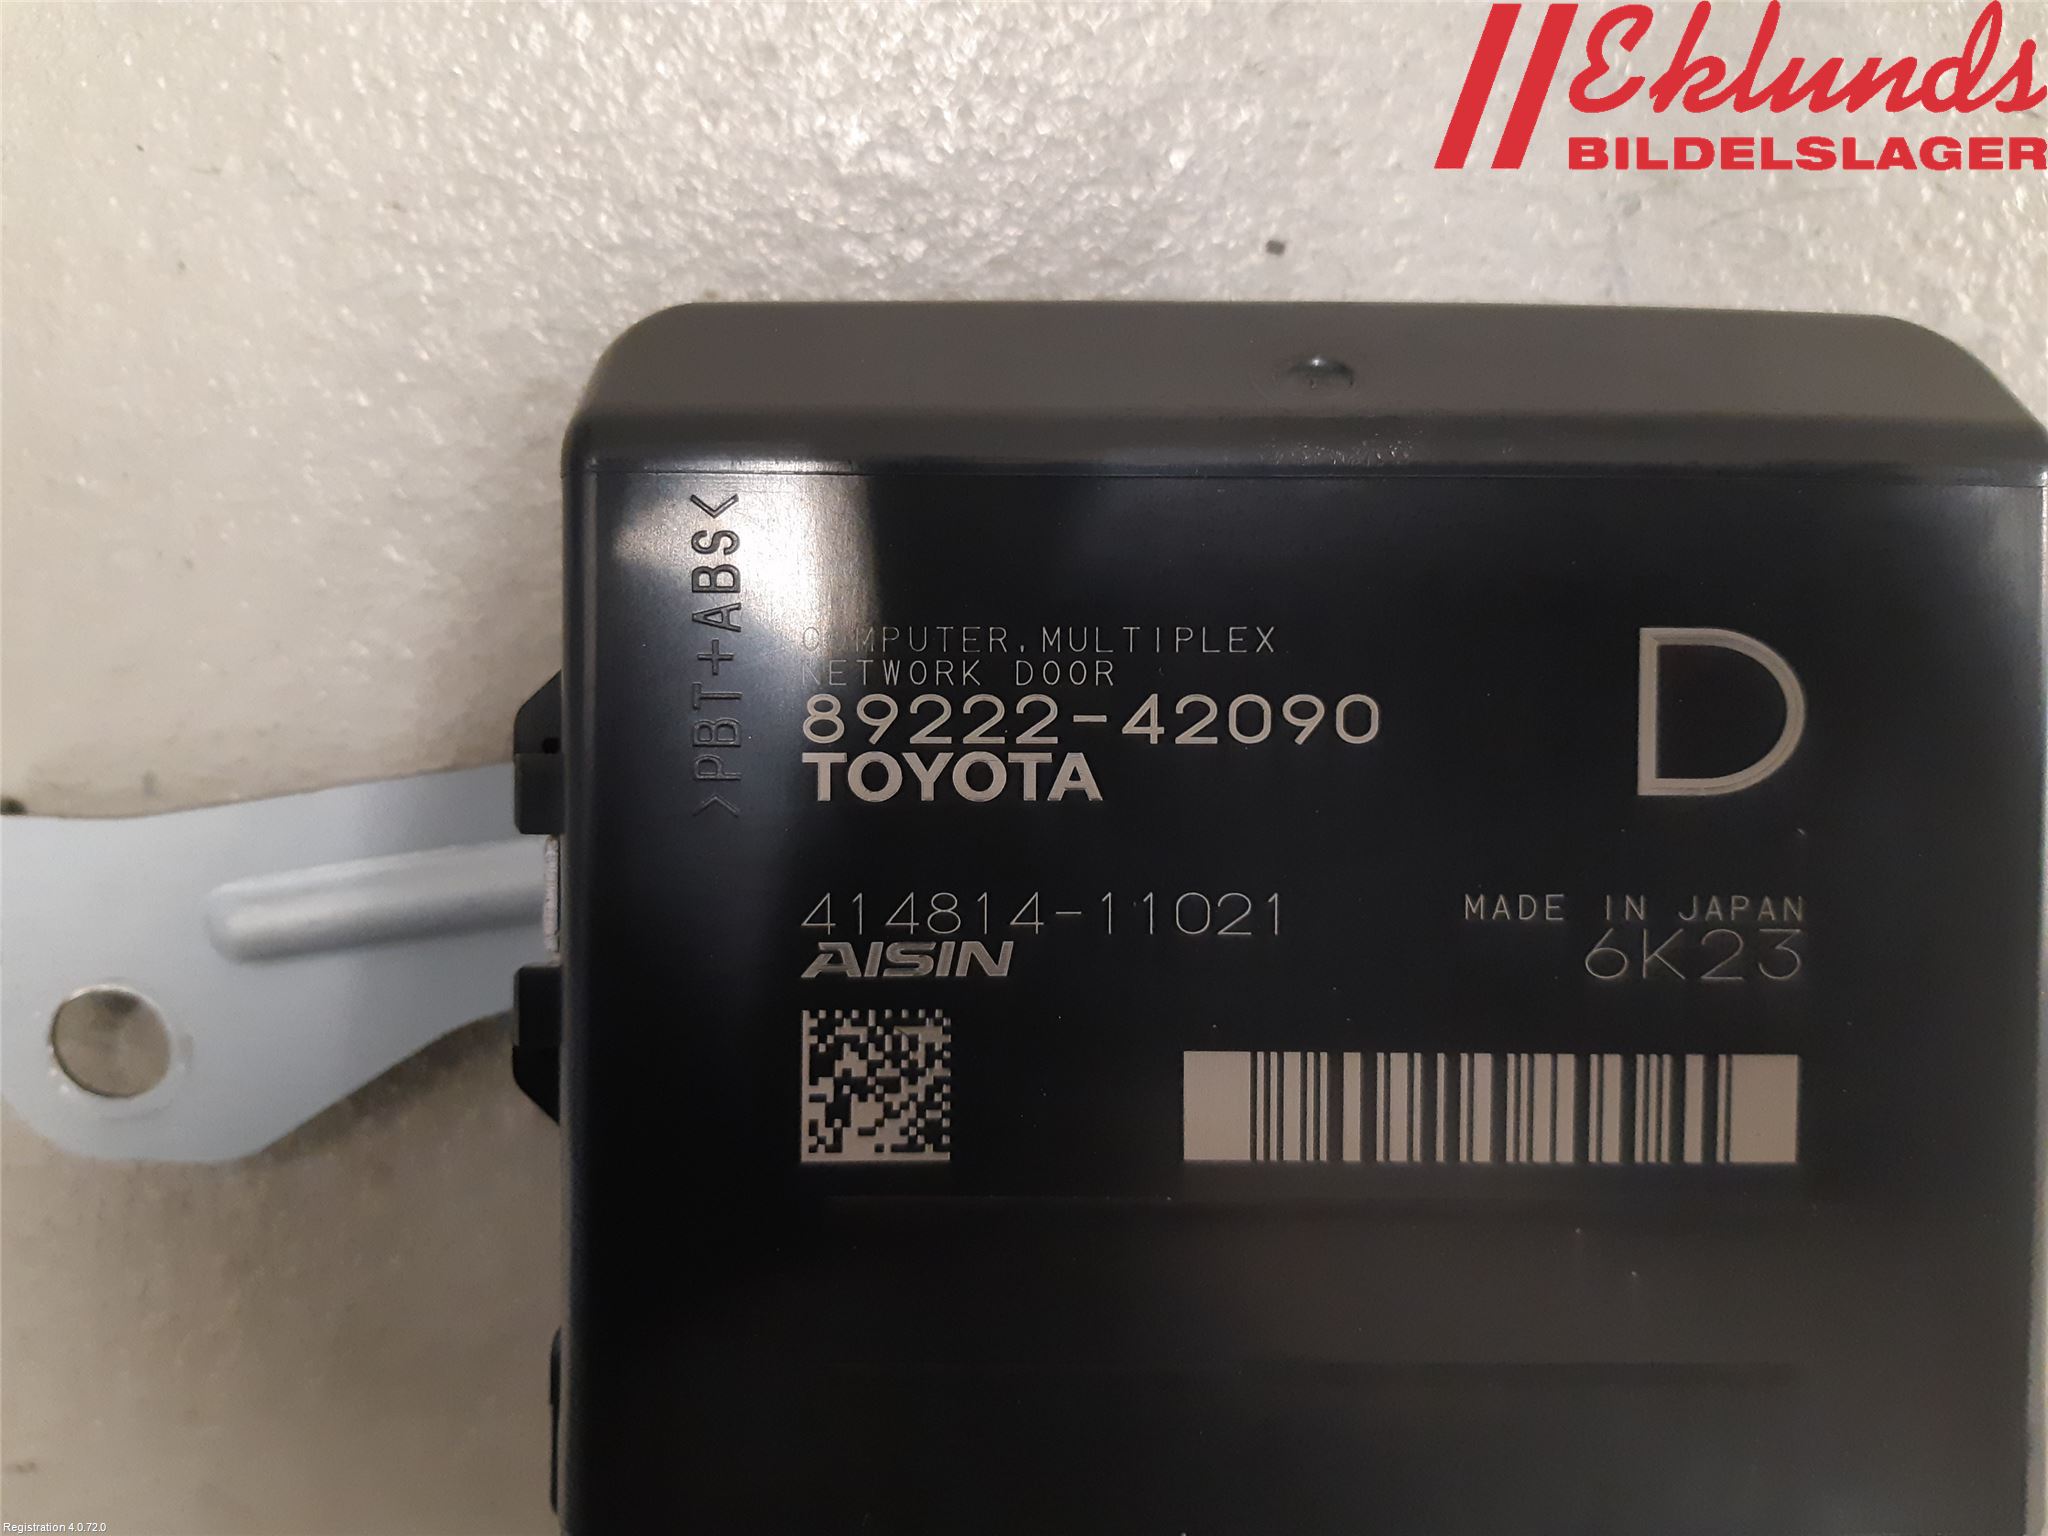 Eklunds
BILDELSLAGER
>PBT+ABS<
COMPUTER,MULTIPLEX
NETWORK DOOR
89222-42090
TOYOTA
D
414814-11021
AISIN
MADE IN JAPAN
6K23
Registration 4.0.72.0